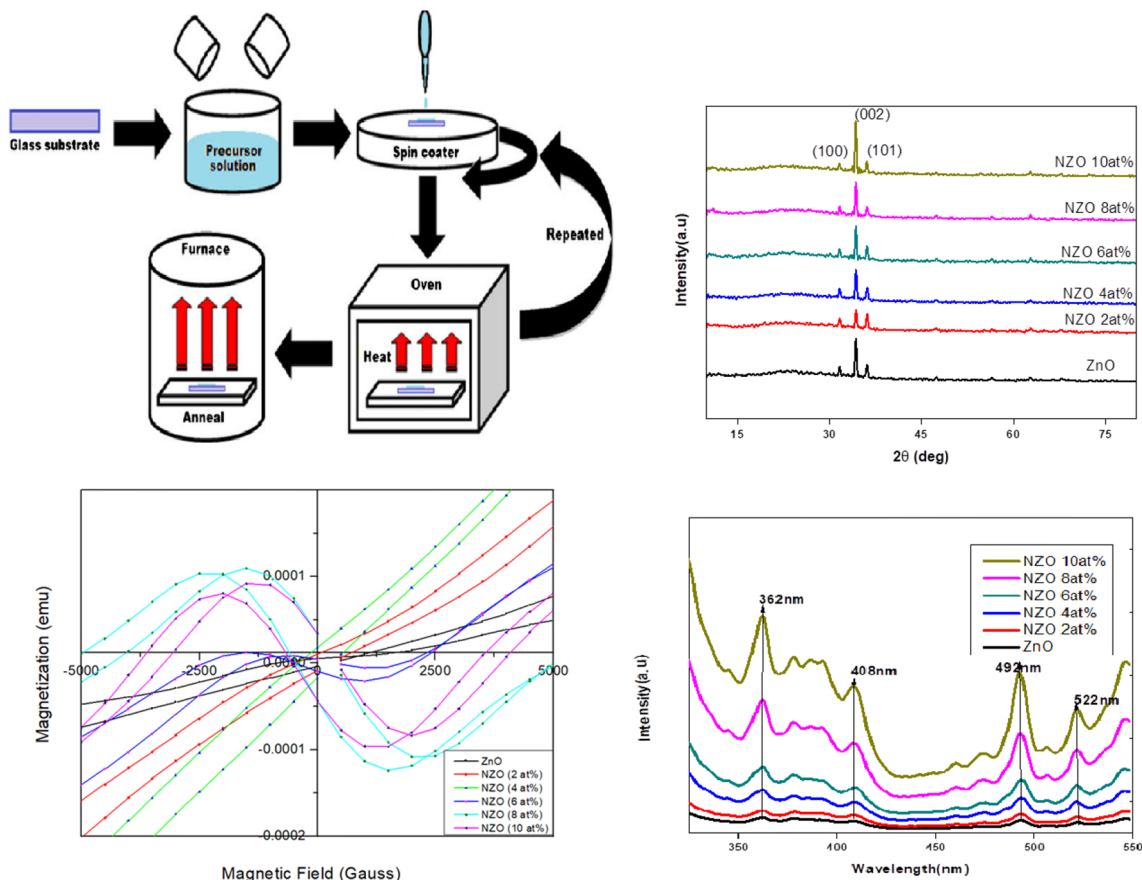 Glass substrate
Precursor
solution
Spin coater
Repeated
Furnace
Anneal
Oven
Heat
(002)
(100)
(101)
NZO 10at%
NZO 8at%
NZO 6at%
NZO 4at%
NZO 2at%
ZnO
Intensity(a.u
15 30 45 60 75
2θ (deg)
Magnetization (emu)
0.0001
0.0000
-0.0001
-0.0002
-5000 -2500 0 2500 5000
ZnO
NZO (2 at%)
NZO (4 at%)
NZO (6 at%)
NZO (8 at%)
NZO (10 at%)
Magnetic Field (Gauss)
NZO 10at%
NZO 8at%
NZO 6at%
NZO 4at%
NZO 2at%
ZnO
362nm
408nm
492nm
522nm
Intensity(a.u)
350 400 450 500 550
Wavelength(nm)